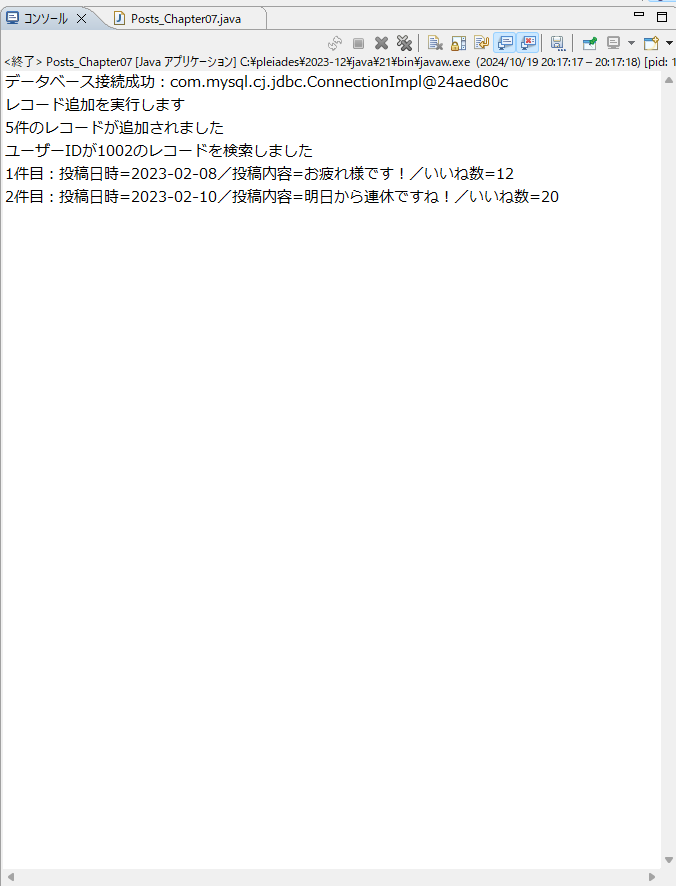 コンソール Posts_Chapter07.java
<終了> Posts_Chapter07 [Java アプリケーション] C:¥pleiades¥2023-12¥java¥21¥bin¥javaw.exe (2024/10/19 20:17:17 – 20:17:18) [pid: 1
データベース接続成功：com.mysql.cj.jdbc.ConnectionImpl@24aed80c
レコード追加を実行します
5件のレコードが追加されました
ユーザーIDが1002のレコードを検索しました
1件目：投稿日時=2023-02-08／投稿内容=お疲れ様です！／いいね数=12
2件目：投稿日時=2023-02-10／投稿内容=明日から連休ですね！／いいね数=20